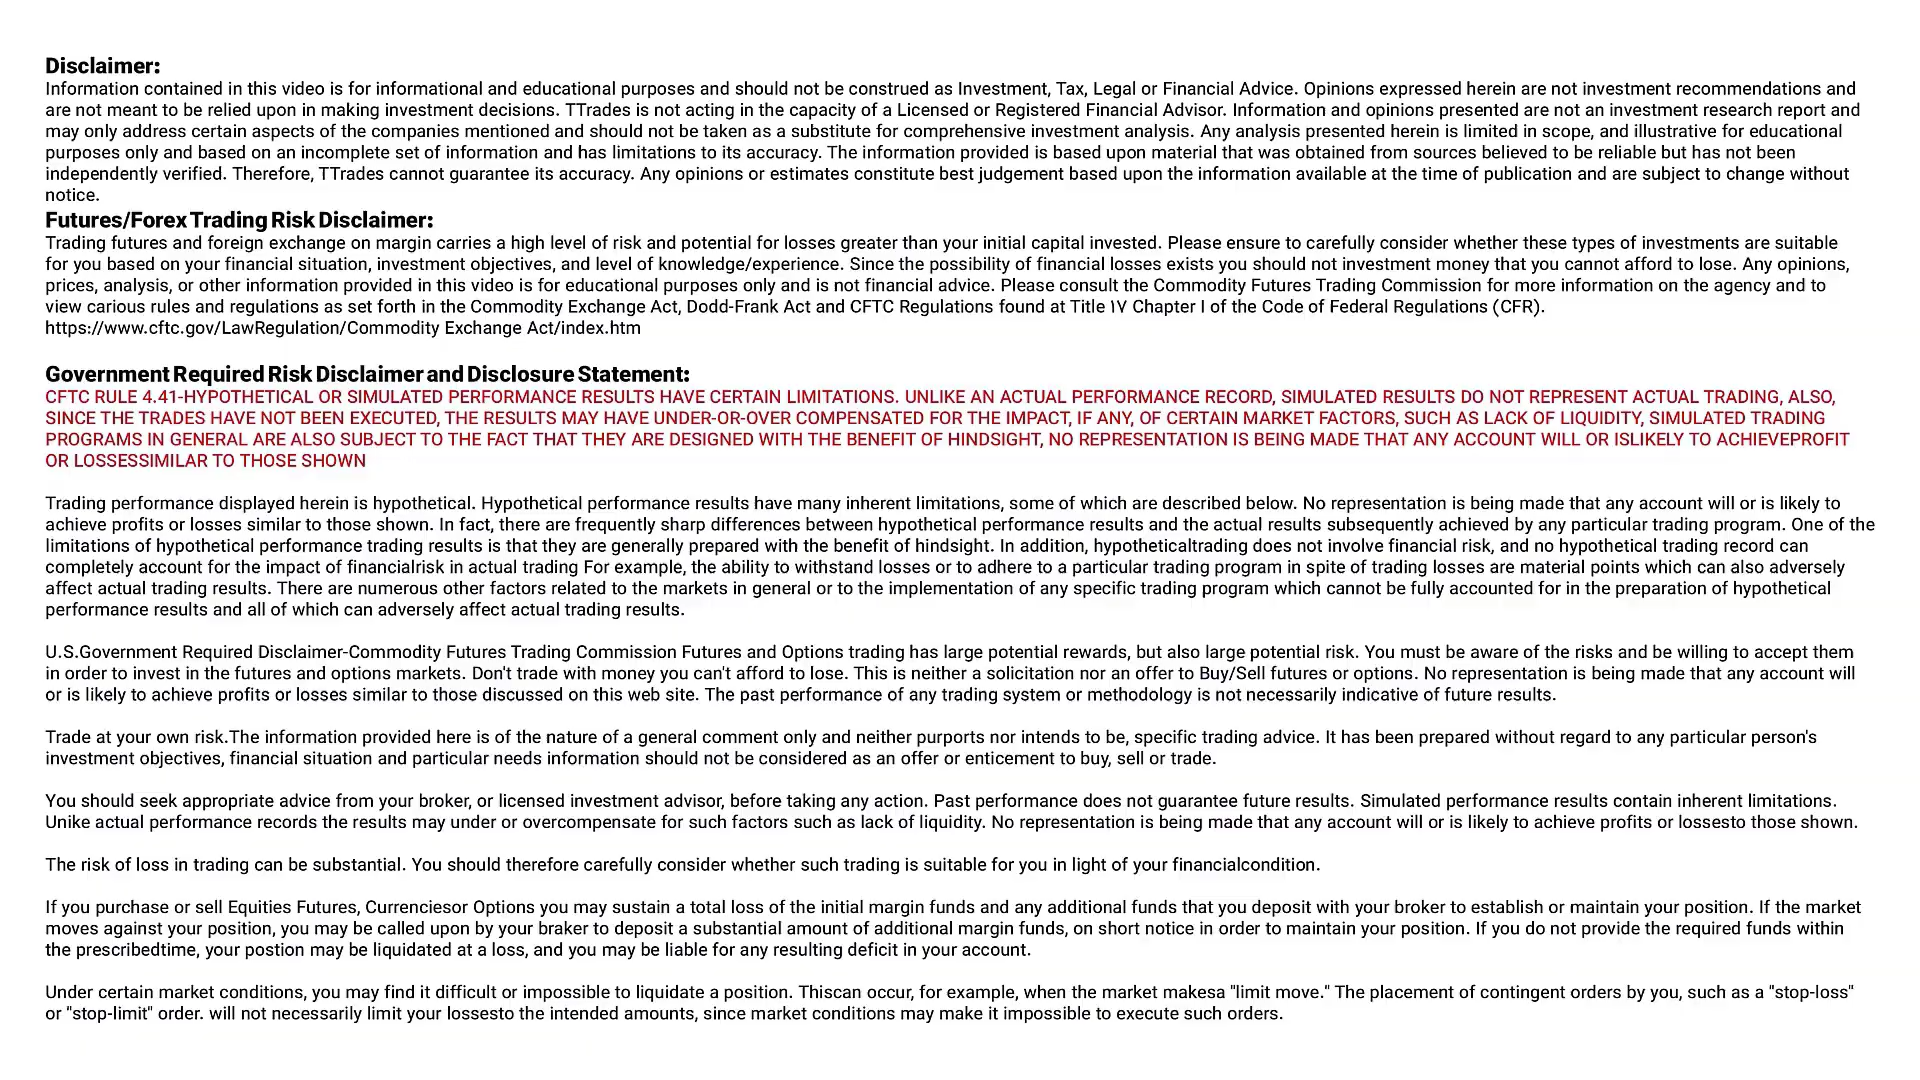 Disclaimer:
Information contained in this video is for informational and educational purposes and should not be construed as Investment, Tax, Legal or Financial Advice. Opinions expressed herein are not investment recommendations and
are not meant to be relied upon in making investment decisions. TTrades is not acting in the capacity of a Licensed or Registered Financial Advisor. Information and opinions presented are not an investment research report and
may only address certain aspects of the companies mentioned and should not be taken as a substitute for comprehensive investment analysis. Any analysis presented herein is limited in scope, and illustrative for educational
purposes only and based on an incomplete set of information and has limitations to its accuracy. The information provided is based upon material that was obtained from sources believed to be reliable but has not been
independently verified. Therefore, TTrades cannot guarantee its accuracy. Any opinions or estimates constitute best judgement based upon the information available at the time of publication and are subject to change without
notice.
Futures/Forex Trading Risk Disclaimer:
Trading futures and foreign exchange on margin carries a high level of risk and potential for losses greater than your initial capital invested. Please ensure to carefully consider whether these types of investments are suitable
for you based on your financial situation, investment objectives, and level of knowledge/experience. Since the possibility of financial losses exists you should not investment money that you cannot afford to lose. Any opinions,
prices, analysis, or other information provided in this video is for educational purposes only and is not financial advice. Please consult the Commodity Futures Trading Commission for more information on the agency and to
view carious rules and regulations as set forth in the Commodity Exchange Act, Dodd-Frank Act and CFTC Regulations found at Title ١٧ Chapter I of the Code of Federal Regulations (CFR).
https://www.cftc.gov/LawRegulation/Commodity Exchange Act/index.htm
Government Required Risk Disclaimer and Disclosure Statement:
CFTC RULE 4.41-HYPOTHETICAL OR SIMULATED PERFORMANCE RESULTS HAVE CERTAIN LIMITATIONS. UNLIKE AN ACTUAL PERFORMANCE RECORD, SIMULATED RESULTS DO NOT REPRESENT ACTUAL TRADING, ALSO,
SINCE THE TRADES HAVE NOT BEEN EXECUTED, THE RESULTS MAY HAVE UNDER-OR-OVER COMPENSATED FOR THE IMPACT, IF ANY, OF CERTAIN MARKET FACTORS, SUCH AS LACK OF LIQUIDITY, SIMULATED TRADING
PROGRAMS IN GENERAL ARE ALSO SUBJECT TO THE FACT THAT THEY ARE DESIGNED WITH THE BENEFIT OF HINDSIGHT, NO REPRESENTATION IS BEING MADE THAT ANY ACCOUNT WILL OR ISLIKELY TO ACHIEVEPROFIT
OR LOSSESSIMILAR TO THOSE SHOWN
Trading performance displayed herein is hypothetical. Hypothetical performance results have many inherent limitations, some of which are described below. No representation is being made that any account will or is likely to
achieve profits or losses similar to those shown. In fact, there are frequently sharp differences between hypothetical performance results and the actual results subsequently achieved by any particular trading program. One of the
limitations of hypothetical performance trading results is that they are generally prepared with the benefit of hindsight. In addition, hypotheticaltrading does not involve financial risk, and no hypothetical trading record can
completely account for the impact of financialrisk in actual trading For example, the ability to withstand losses or to adhere to a particular trading program in spite of trading losses are material points which can also adversely
affect actual trading results. There are numerous other factors related to the markets in general or to the implementation of any specific trading program which cannot be fully accounted for in the preparation of hypothetical
performance results and all of which can adversely affect actual trading results.
U.S.Government Required Disclaimer-Commodity Futures Trading Commission Futures and Options trading has large potential rewards, but also large potential risk. You must be aware of the risks and be willing to accept them
in order to invest in the futures and options markets. Don't trade with money you can't afford to lose. This is neither a solicitation nor an offer to Buy/Sell futures or options. No representation is being made that any account will
or is likely to achieve profits or losses similar to those discussed on this web site. The past performance of any trading system or methodology is not necessarily indicative of future results.
Trade at your own risk.The information provided here is of the nature of a general comment only and neither purports nor intends to be, specific trading advice. It has been prepared without regard to any particular person's
investment objectives, financial situation and particular needs information should not be considered as an offer or enticement to buy, sell or trade.
You should seek appropriate advice from your broker, or licensed investment advisor, before taking any action. Past performance does not guarantee future results. Simulated performance results contain inherent limitations.
Unike actual performance records the results may under or overcompensate for such factors such as lack of liquidity. No representation is being made that any account will or is likely to achieve profits or lossesto those shown.
The risk of loss in trading can be substantial. You should therefore carefully consider whether such trading is suitable for you in light of your financialcondition.
If you purchase or sell Equities Futures, Currenciesor Options you may sustain a total loss of the initial margin funds and any additional funds that you deposit with your broker to establish or maintain your position. If the market
moves against your position, you may be called upon by your braker to deposit a substantial amount of additional margin funds, on short notice in order to maintain your position. If you do not provide the required funds within
the prescribedtime, your postion may be liquidated at a loss, and you may be liable for any resulting deficit in your account.
Under certain market conditions, you may find it difficult or impossible to liquidate a position. Thiscan occur, for example, when the market makesa "limit move." The placement of contingent orders by you, such as a "stop-loss"
or "stop-limit" order. will not necessarily limit your lossesto the intended amounts, since market conditions may make it impossible to execute such orders.